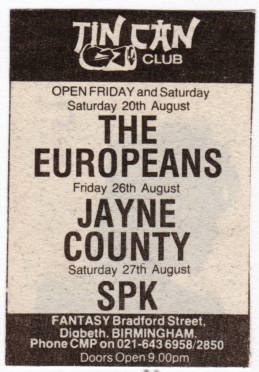 TIN CAN
CLUB
OPEN FRIDAY and Saturday
Saturday 20th August
THE
EUROPEANS
Friday 26th August
JAYNE
COUNTY
Saturday 27th August
SPK
FANTASY Bradford Street,
Digbeth, BIRMINGHAM.
Phone CMP on 021-643 6958/2850
Doors Open 9.00pm